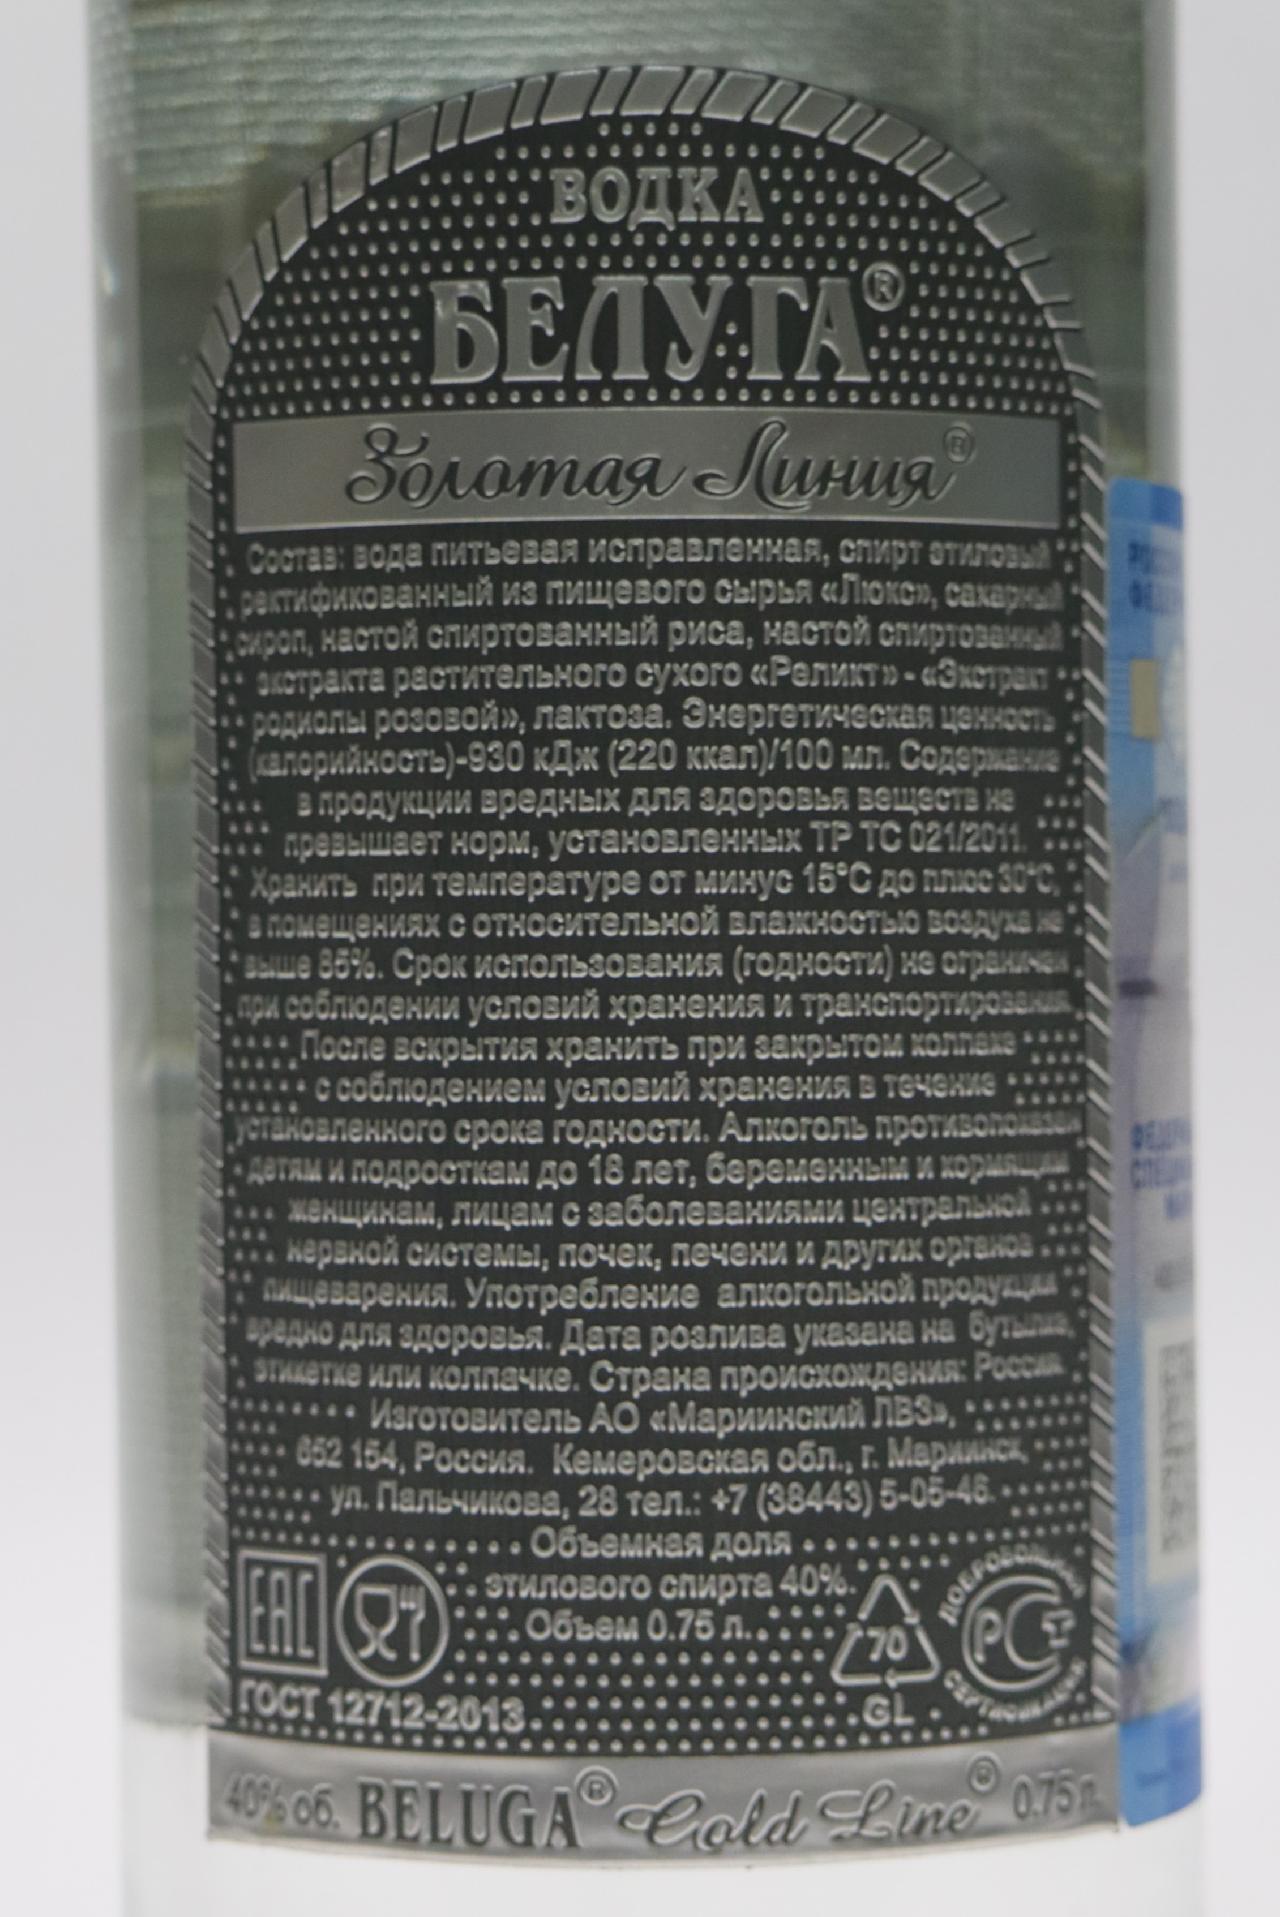 ВОДКА
БЕЛУГА®
Золотая Линия®
Состав: вода питьевая исправленная, спирт этиловый
ректификованный из пищевого сырья «Люкс», сахарный
сироп, настой спиртованный риса, настой спиртованный
экстракта растительного сухого «Реликт» - «Экстракт
родиолы розовой», лактоза. Энергетическая ценность
(калорийность)-930 кДж (220 ккал)/100 мл. Содержание
в продукции вредных для здоровья веществ не
превышает норм, установленных ТР ТС 021/2011.
Хранить при температуре от минус 15°C до плюс 30°C,
в помещениях с относительной влажностью воздуха не
выше 85%. Срок использования (годности) не ограничен
при соблюдении условий хранения и транспортирования.
После вскрытия хранить при закрытом колпаке
с соблюдением условий хранения в течение
установленного срока годности. Алкоголь противопоказан
детям и подросткам до 18 лет, беременным и кормящим
женщинам, лицам с заболеваниями центральной
нервной системы, почек, печени и других органов
пищеварения. Употребление алкогольной продукции
вредно для здоровья. Дата розлива указана на бутылке,
этикетке или колпачке. Страна происхождения: Россия.
Изготовитель АО «Мариинский ЛВЗ»,
652 154, Россия. Кемеровская обл., г. Мариинск,
ул. Пальчикова, 28 тел.: +7 (38443) 5-05-46.
Объемная доля
этилового спирта 40%.
Объем 0.75 л.
EAC
70
GL
ДОБРОВОЛЬНАЯ
РСТ
СЕРТИФИКАЦИЯ
ГОСТ 12712-2013
40% об. BELUGA® Gold Line® 0.75 л.